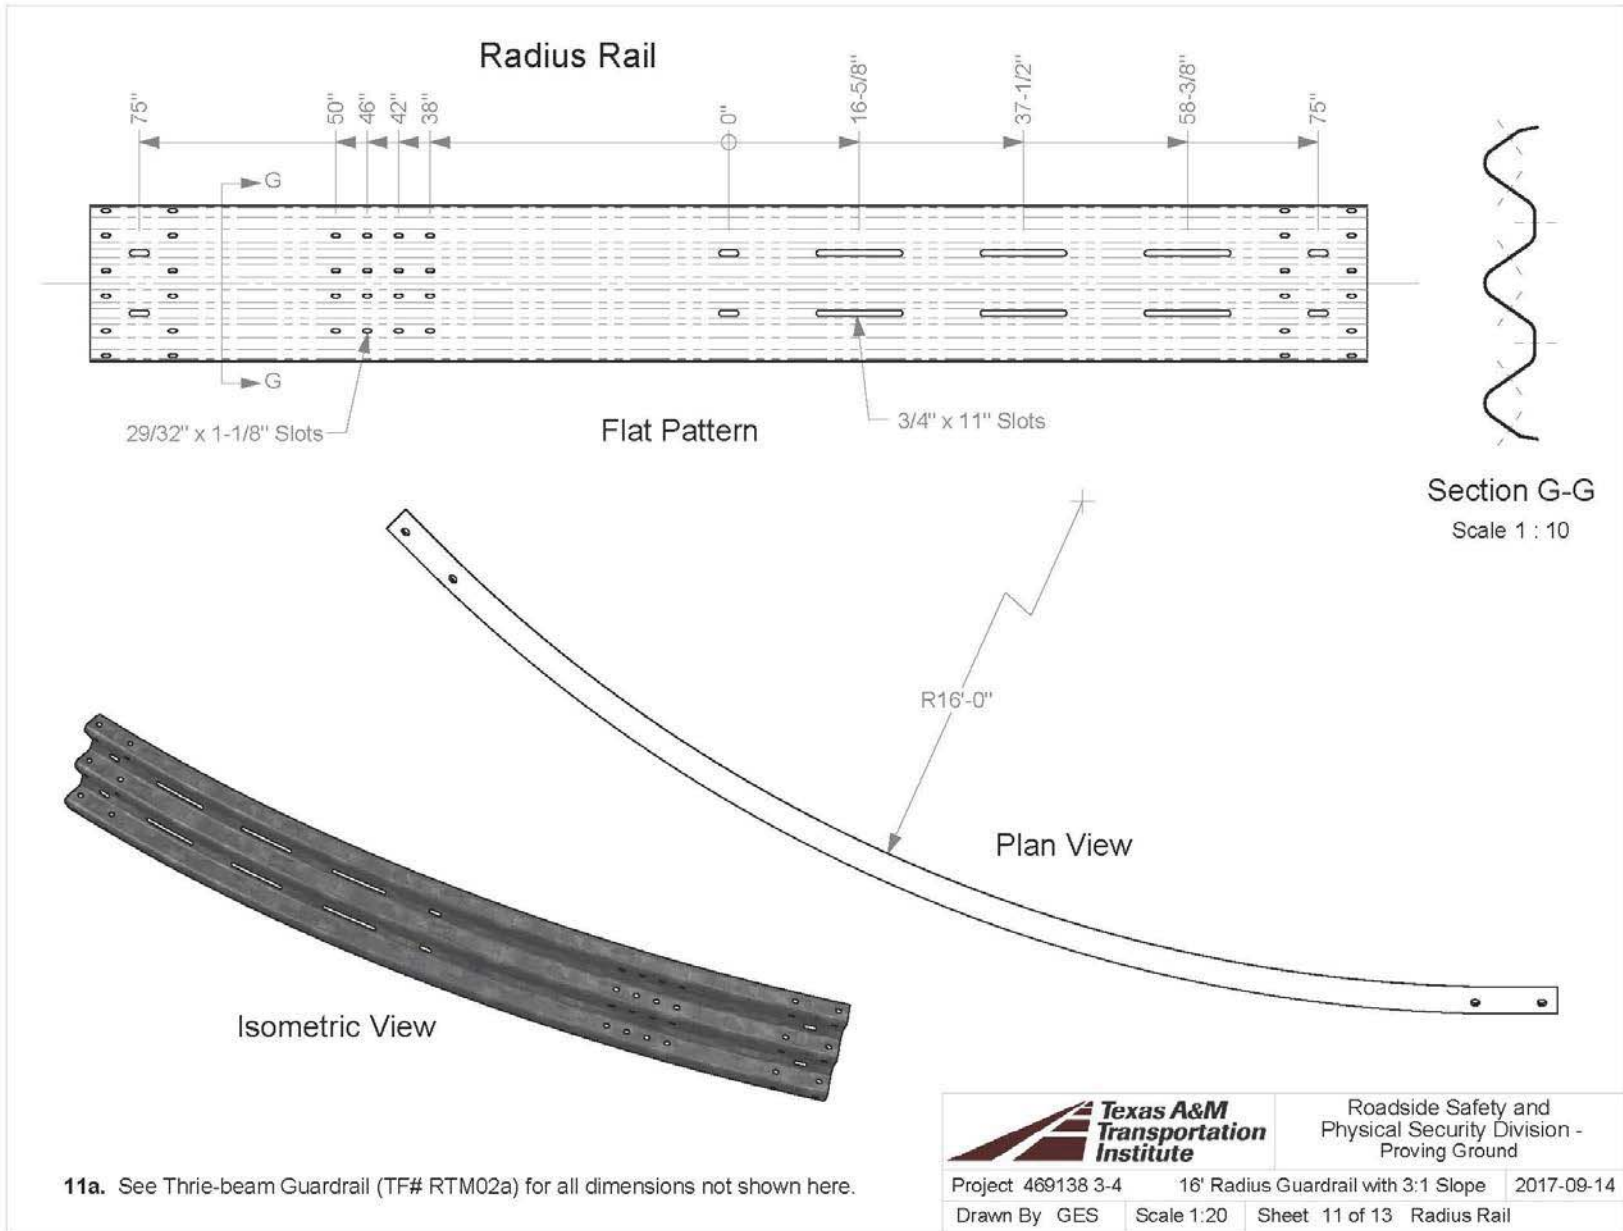 Radius Rail
75"
50"
46"
42"
38"
0"
16-5/8"
37-1/2"
58-3/8"
75"
G
G
29/32" x 1-1/8" Slots
Flat Pattern
3/4" x 11" Slots
Section G-G
Scale 1 : 10
R16'-0"
Plan View
Isometric View
11a. See Thrie-beam Guardrail (TF# RTM02a) for all dimensions not shown here.
Texas A&M
Transportation
Institute
Roadside Safety and
Physical Security Division -
Proving Ground
Project 469138 3-4 16' Radius Guardrail with 3:1 Slope 2017-09-14
Drawn By GES Scale 1:20 Sheet 11 of 13 Radius Rail